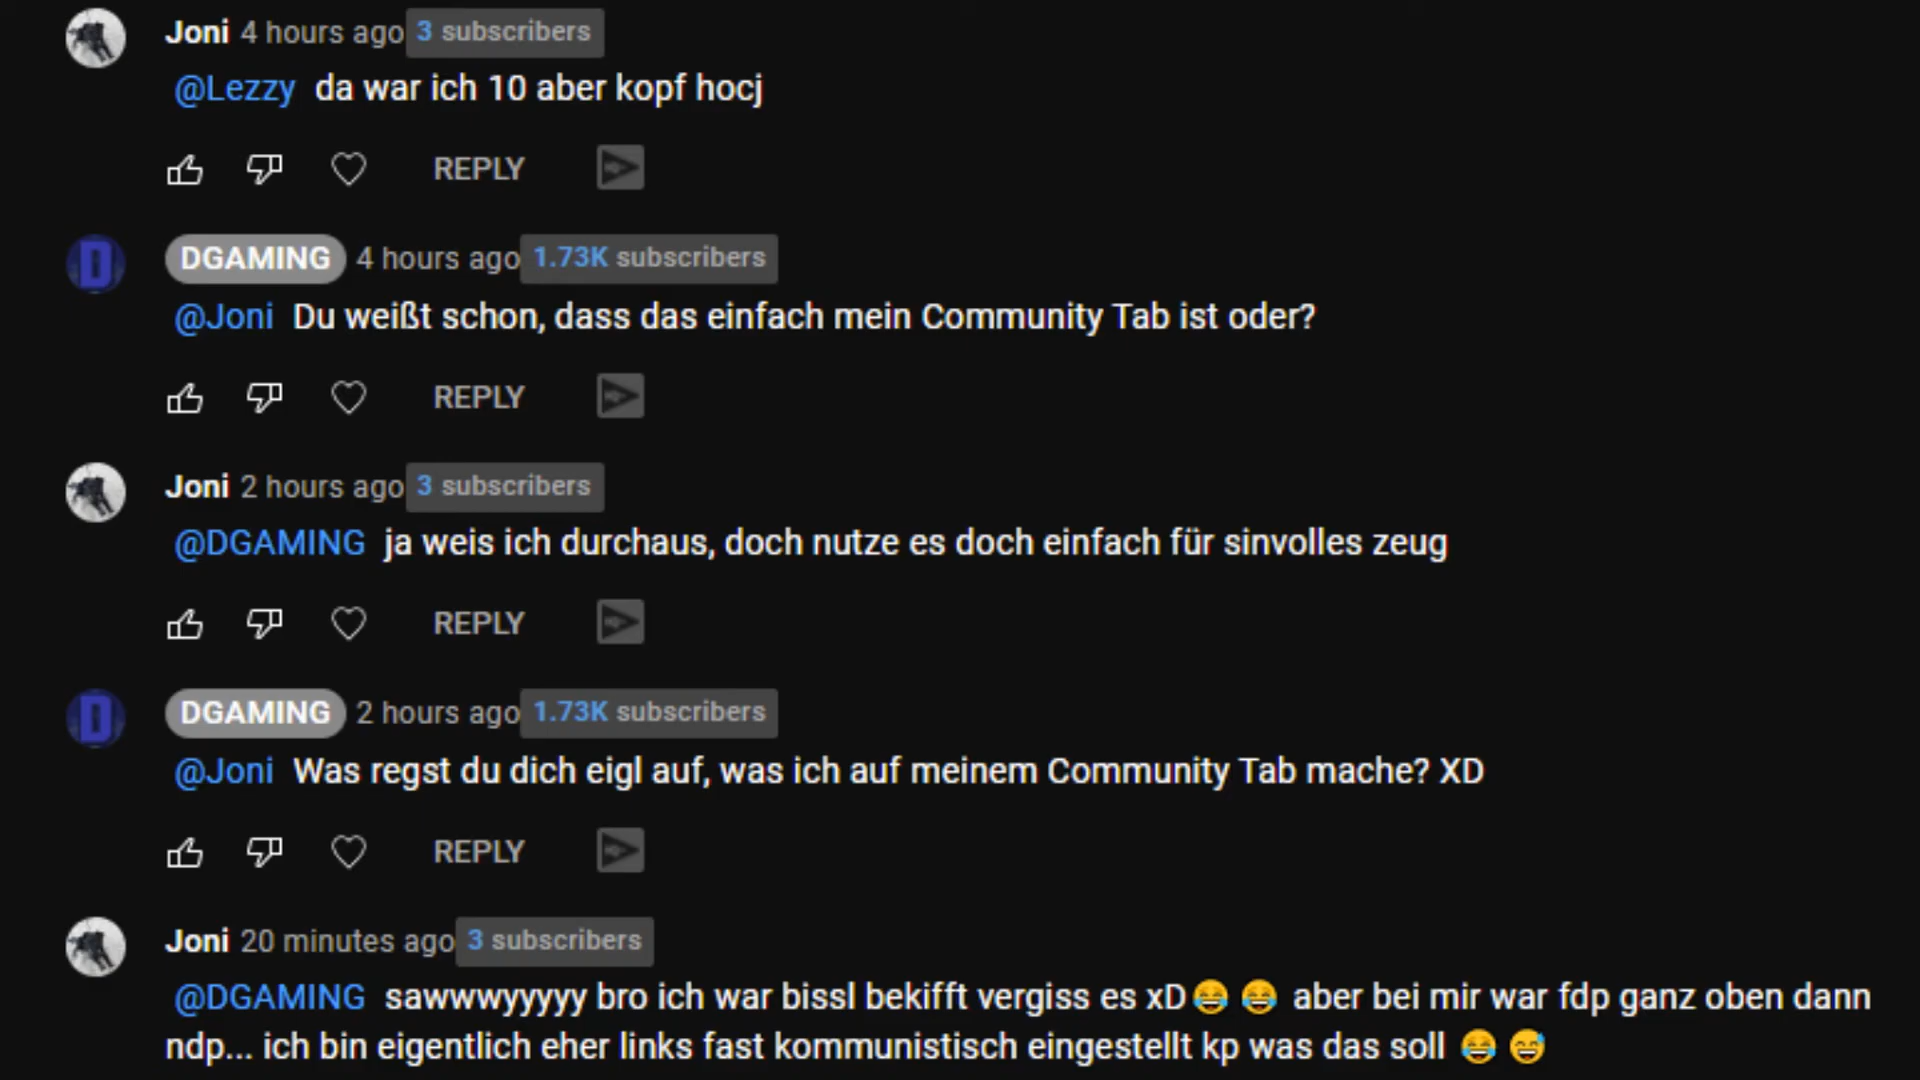 Joni 4 hours ago 3 subscribers
@Lezzy da war ich 10 aber kopf hocj
REPLY
DGAMING 4 hours ago 1.73K subscribers
@Joni Du weißt schon, dass das einfach mein Community Tab ist oder?
REPLY
Joni 2 hours ago 3 subscribers
@DGAMING ja weis ich durchaus, doch nutze es doch einfach für sinvolles zeug
REPLY
D
DGAMING 2 hours ago 1.73K subscribers
@Joni Was regst du dich eigl auf, was ich auf meinem Community Tab mache? XD
REPLY
Joni 20 minutes ago 3 subscribers
@DGAMING sawwwyyyyy bro ich war bissl bekifft vergiss es xD😂 😂 aber bei mir war fdp ganz oben dann
ndp... ich bin eigentlich eher links fast kommunistisch eingestellt kp was das soll 😂 😅